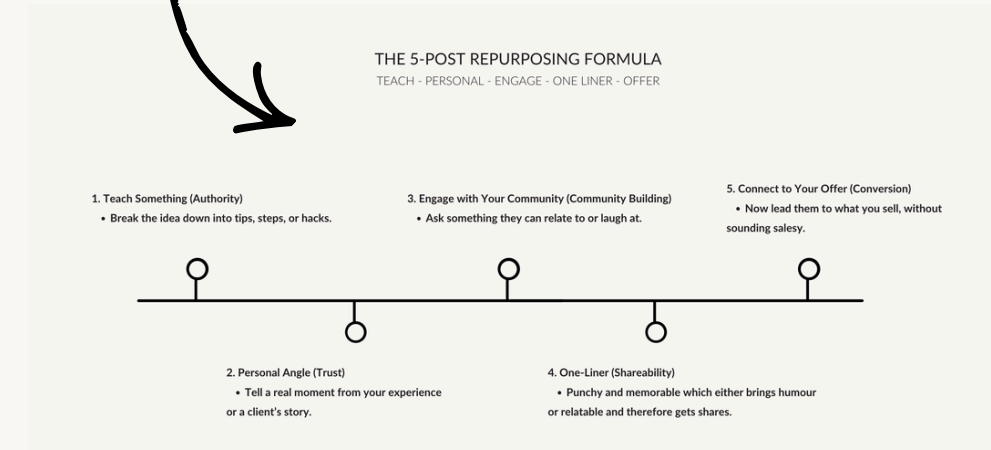 THE 5-POST REPURPOSING FORMULA
TEACH - PERSONAL - ENGAGE - ONE LINER - OFFER
1. Teach Something (Authority)
• Break the idea down into tips, steps, or hacks.
2. Personal Angle (Trust)
• Tell a real moment from your experience
or a client's story.
3. Engage with Your Community (Community Building)
• Ask something they can relate to or laugh at.
4. One-Liner (Shareability)
• Punchy and memorable which either brings humour
or relatable and therefore gets shares.
5. Connect to Your Offer (Conversion)
• Now lead them to what you sell, without
sounding salesy.